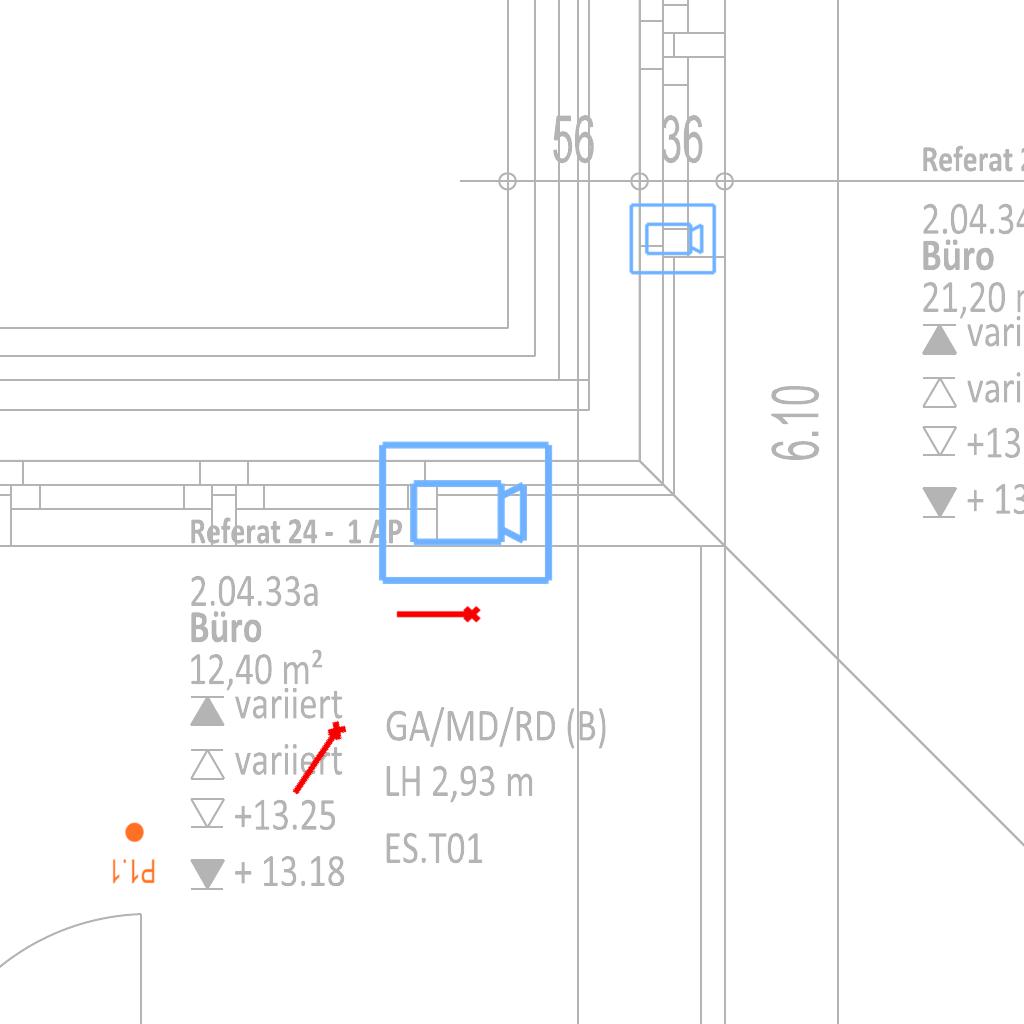 56
36
Referat 2
2.04.34
Büro
21,20 m
vari
vari
+13
+ 13
6.10
Referat 24 - 1 AP
2.04.33a
Büro
12,40 m²
variiert
variiert
+13.25
+ 13.18
GA/MD/RD (B)
LH 2,93 m
ES.T01
P1.1